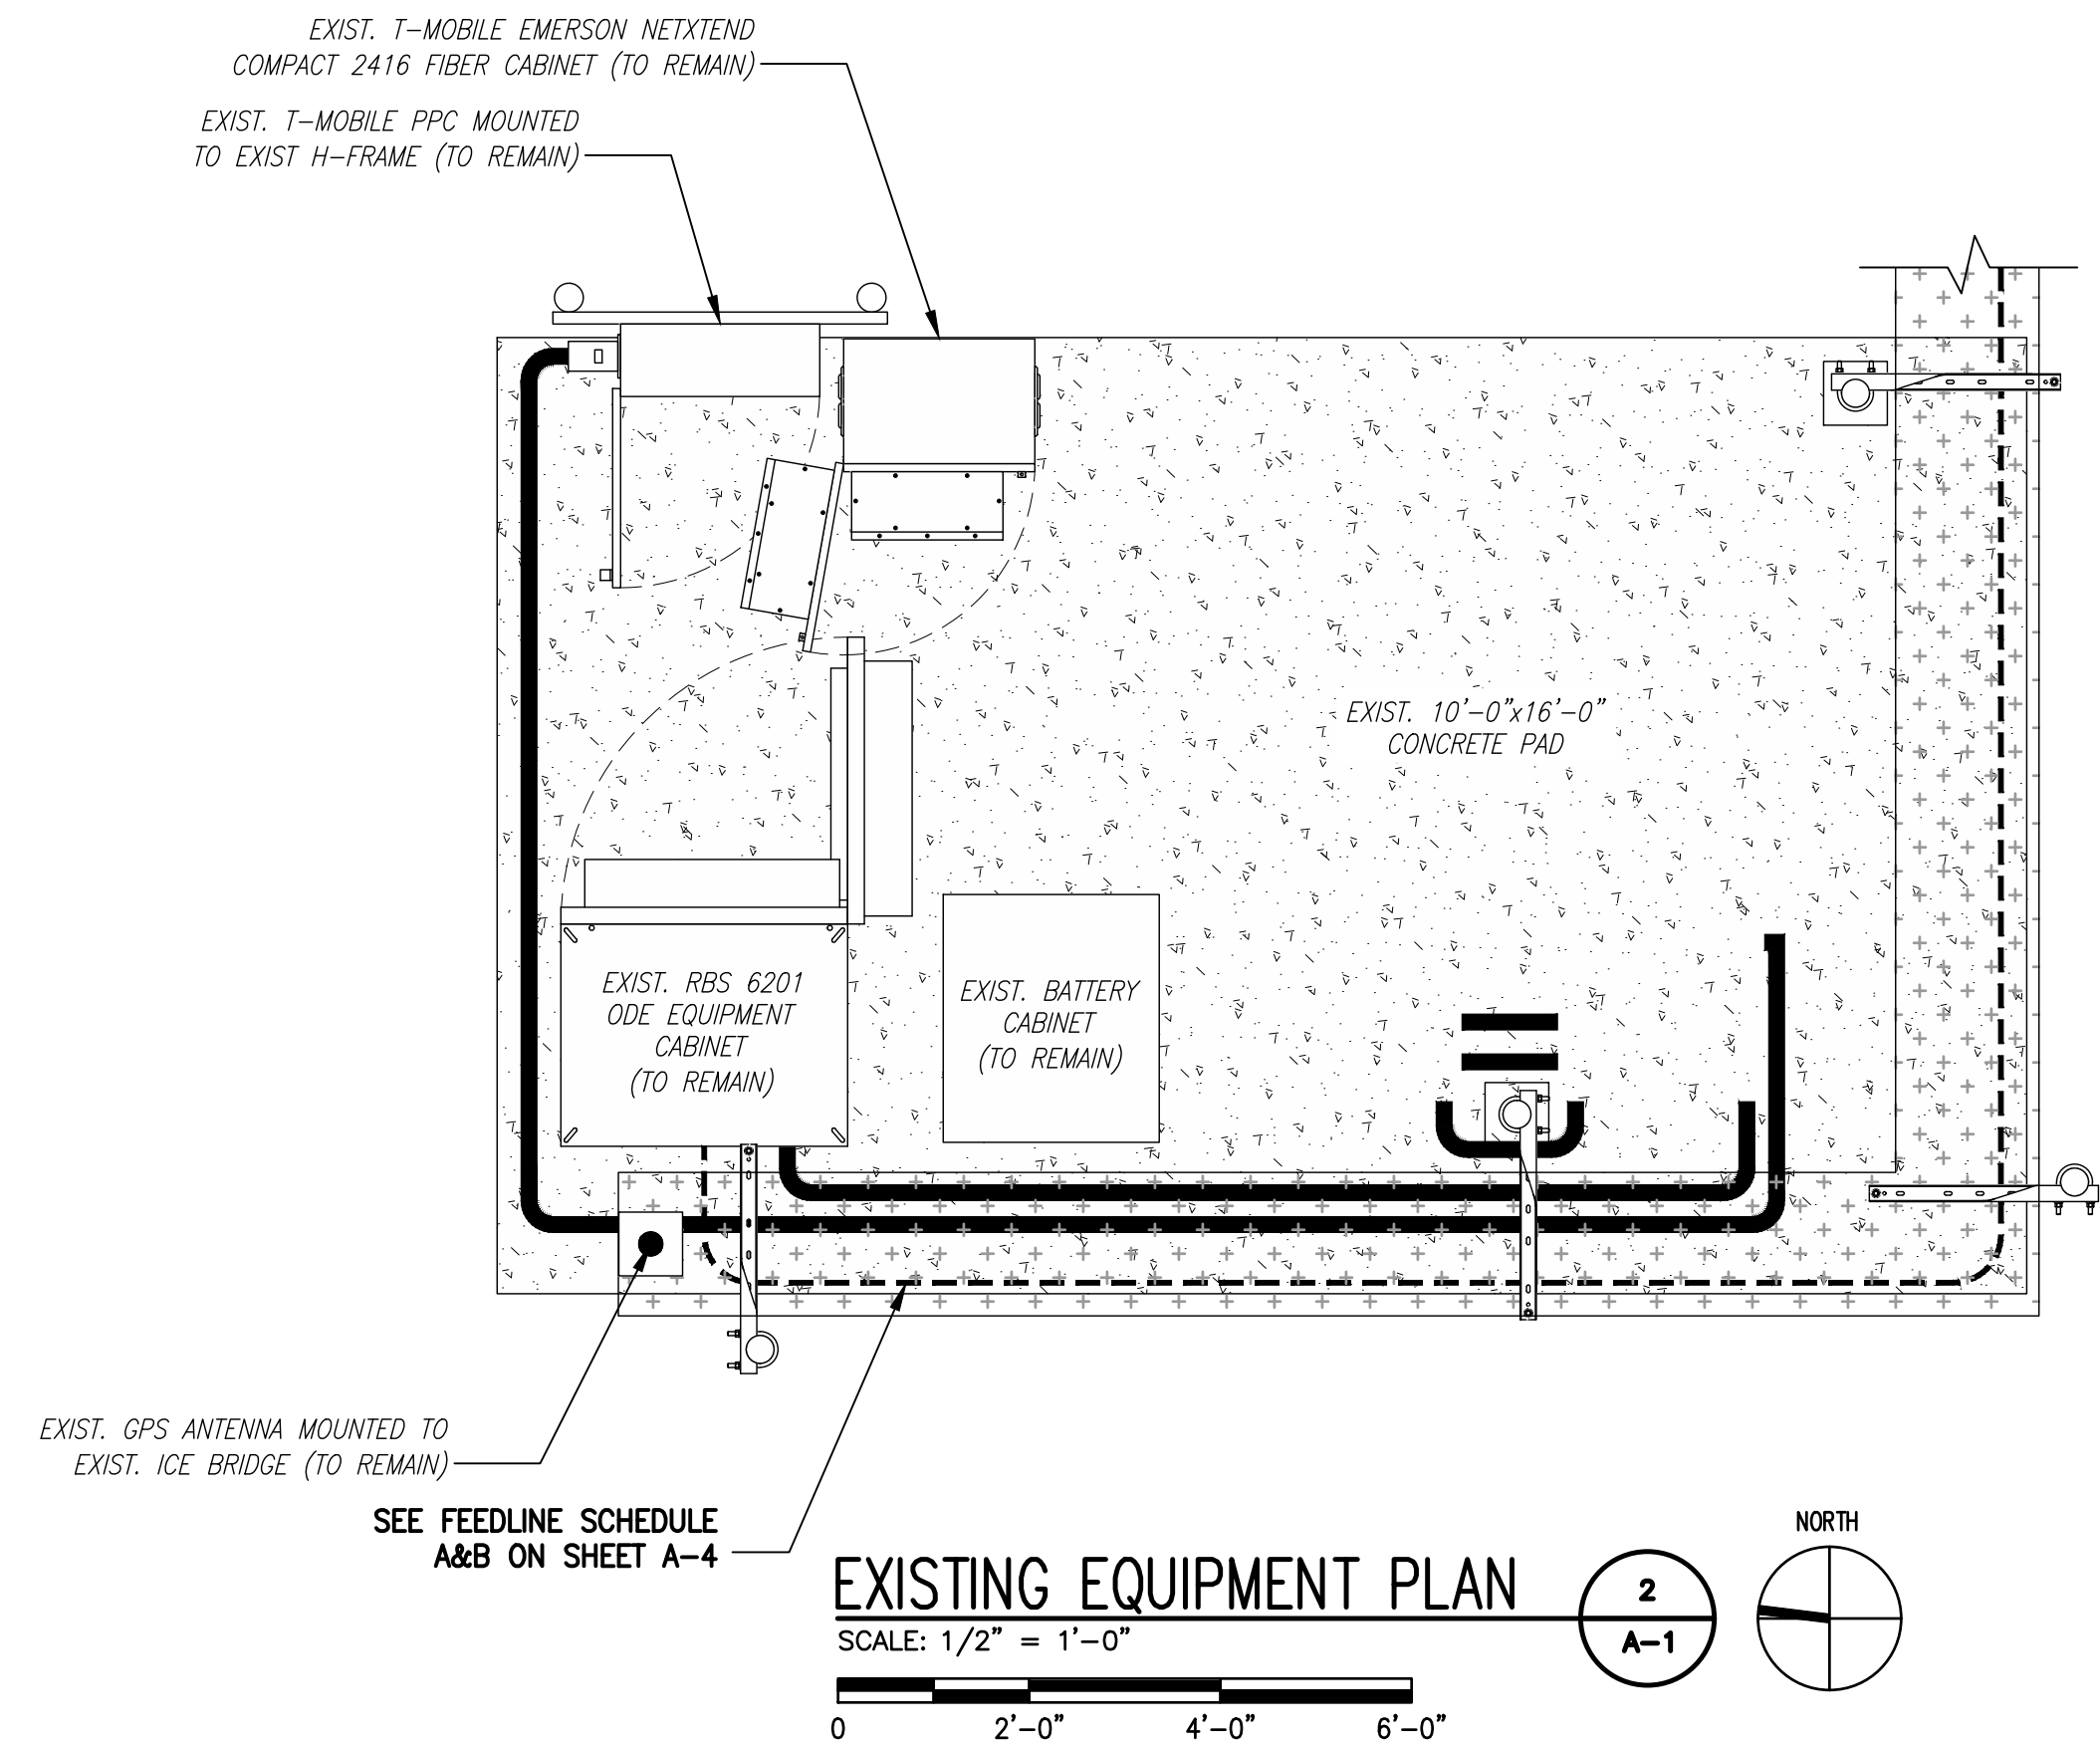 EXIST. T-MOBILE EMERSON NETXTEND
COMPACT 2416 FIBER CABINET (TO REMAIN)
EXIST. T-MOBILE PPC MOUNTED
TO EXIST H-FRAME (TO REMAIN)
EXIST. 10'-0"x16'-0"
CONCRETE PAD
EXIST. RBS 6201
ODE EQUIPMENT
CABINET
(TO REMAIN)
EXIST. BATTERY
CABINET
(TO REMAIN)
EXIST. GPS ANTENNA MOUNTED TO
EXIST. ICE BRIDGE (TO REMAIN)
SEE FEEDLINE SCHEDULE
A&B ON SHEET A-4
EXISTING EQUIPMENT PLAN
SCALE: 1/2" = 1'-0"
0 2'-0" 4'-0" 6'-0"
2
A-1
NORTH